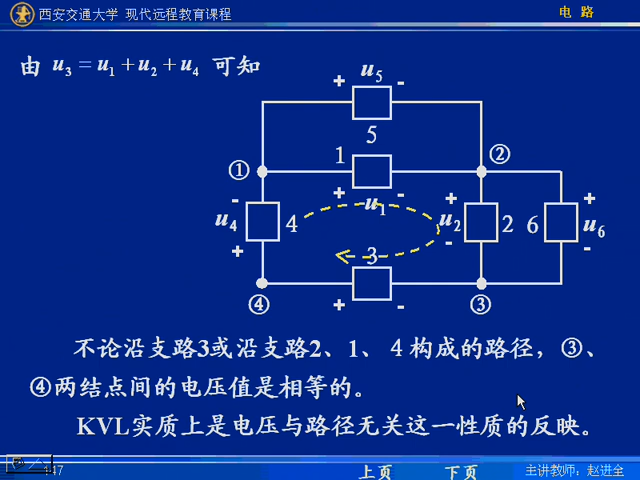 西安交通大学 现代远程教育课程
电 路
由 u₃ = u₁ + u₂ + u₄ 可知
+ u₅ -
5
① 1 ②
+ u₁ -
- u₄ + 4
+ u₂ - 2
6 + u₆ -
3
④ + - ③
不论沿支路3或沿支路2、1、4构成的路径，③、
④两结点间的电压值是相等的。
KVL实质上是电压与路径无关这一性质的反映。
上页 下页 主讲教师：赵进全